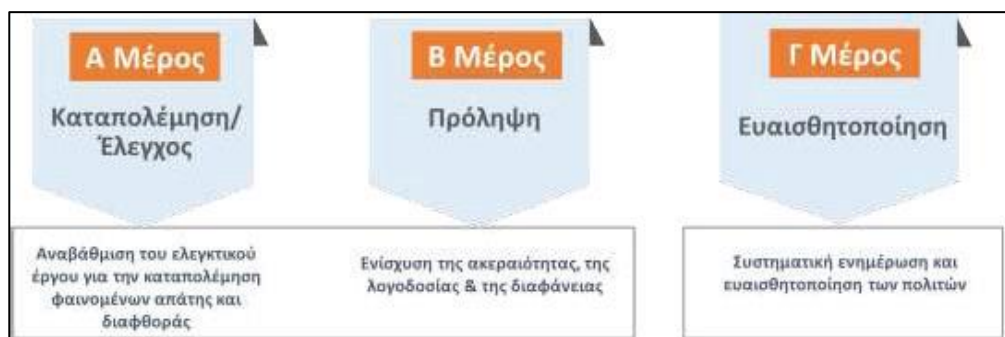 Α Μέρος
Καταπολέμηση/
Έλεγχος
Αναβάθμιση του ελεγκτικού
έργου για την καταπολέμηση
φαινομένων απάτης και
διαφθοράς
Β Μέρος
Πρόληψη
Ενίσχυση της ακεραιότητας, της
λογοδοσίας & της διαφάνειας
Γ Μέρος
Ευαισθητοποίηση
Συστηματική ενημέρωση και
ευαισθητοποίηση των πολιτών